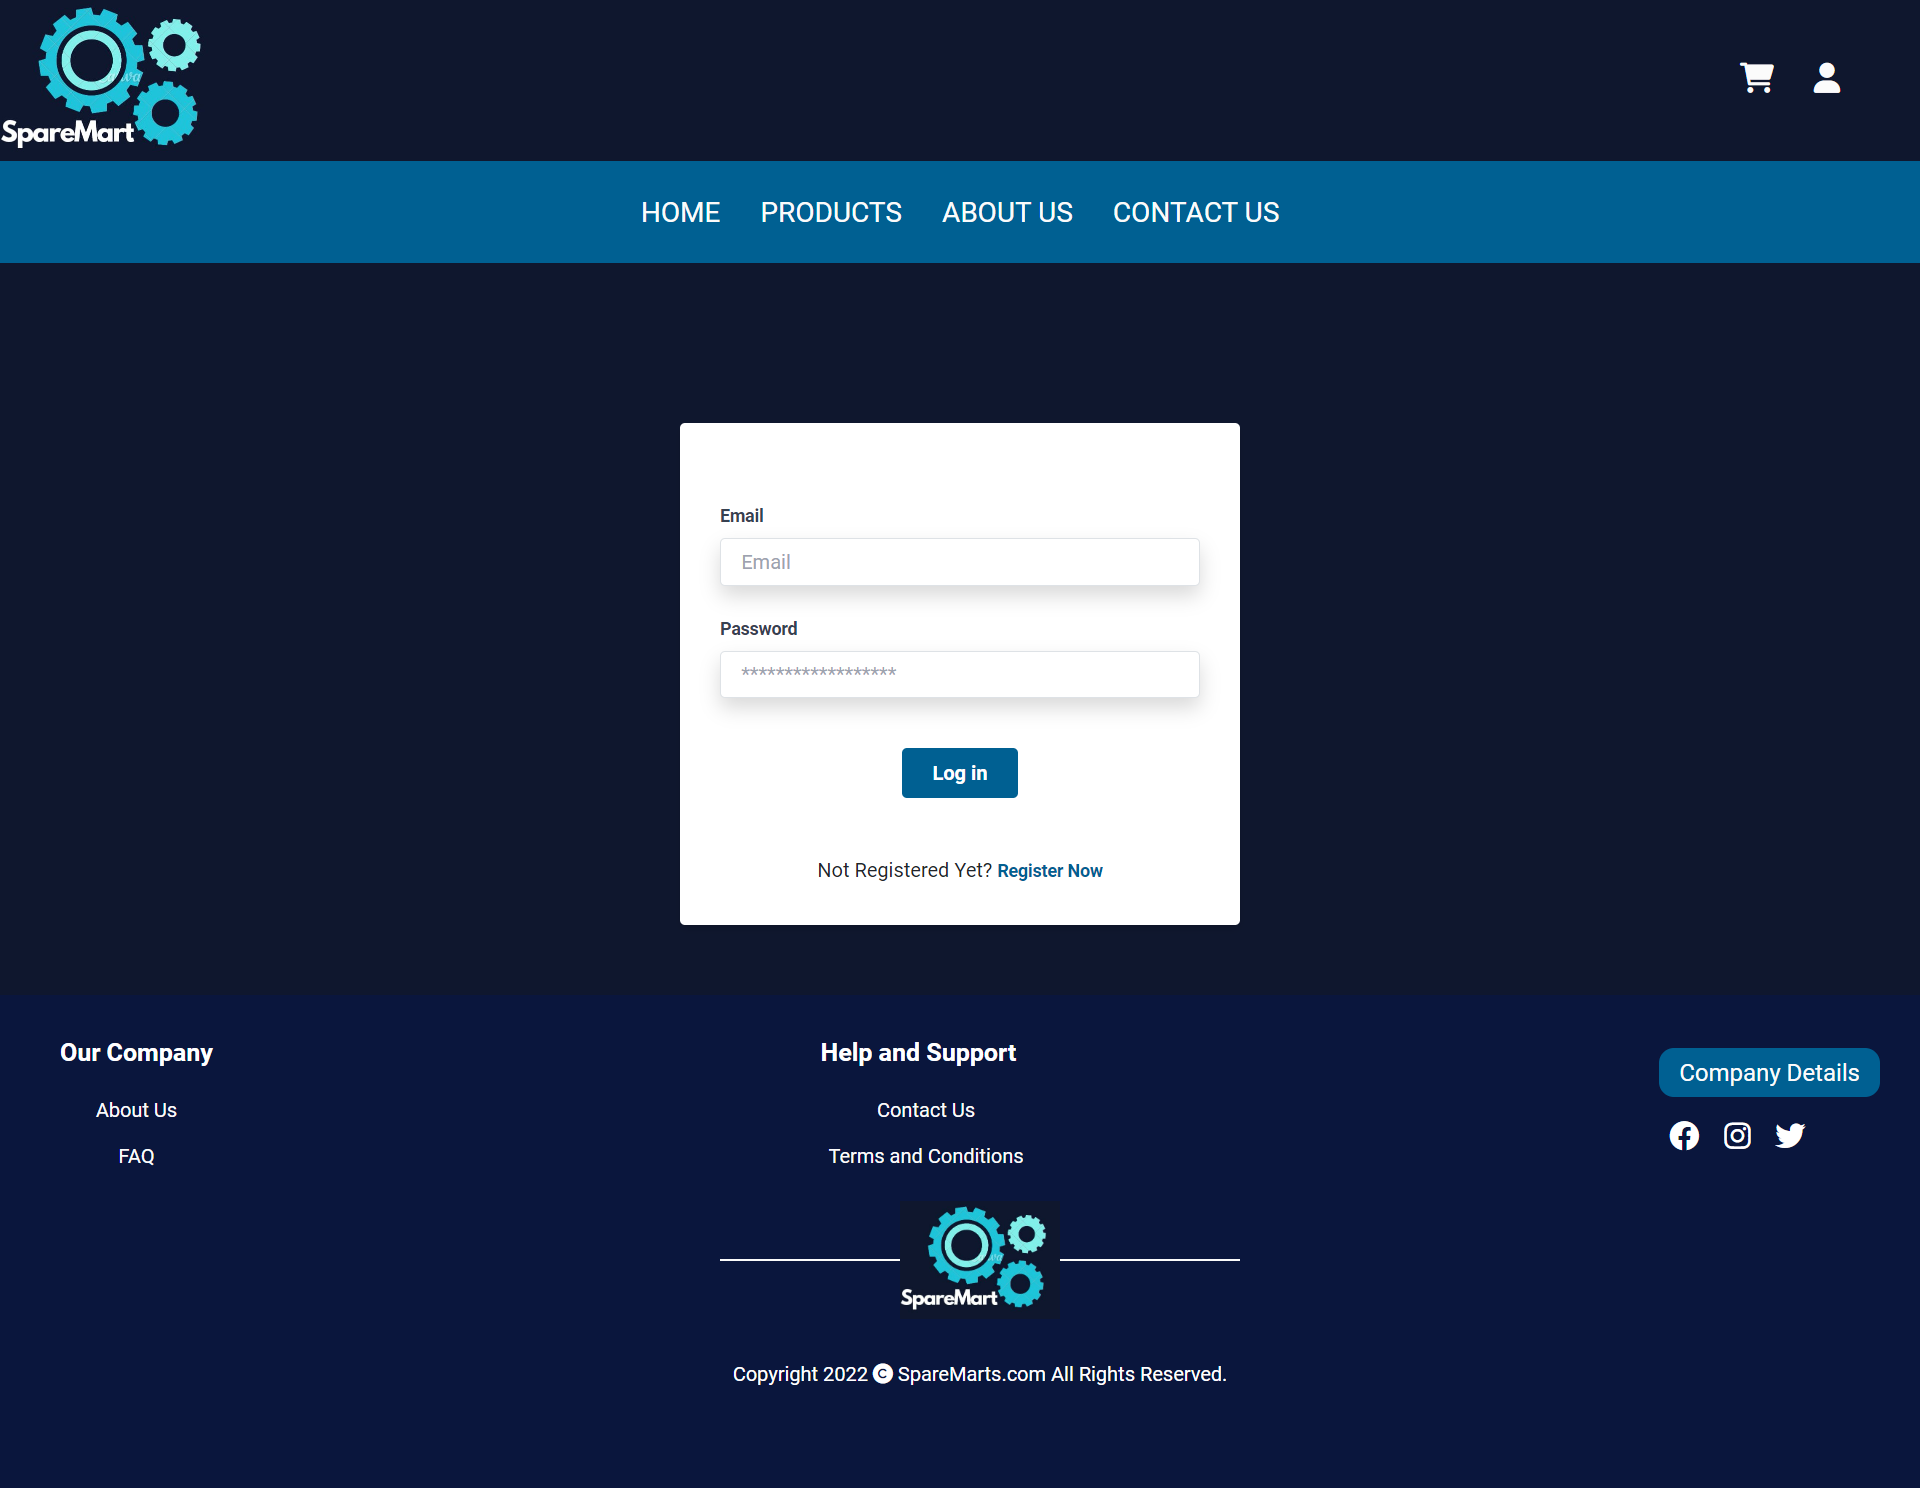 SpareMart
HOME PRODUCTS ABOUT US CONTACT US
Email
Email
Password
******************
Log in
Not Registered Yet? Register Now
Our Company
About Us
FAQ
Help and Support
Contact Us
Terms and Conditions
Company Details
SpareMart
Copyright 2022 © SpareMarts.com All Rights Reserved.